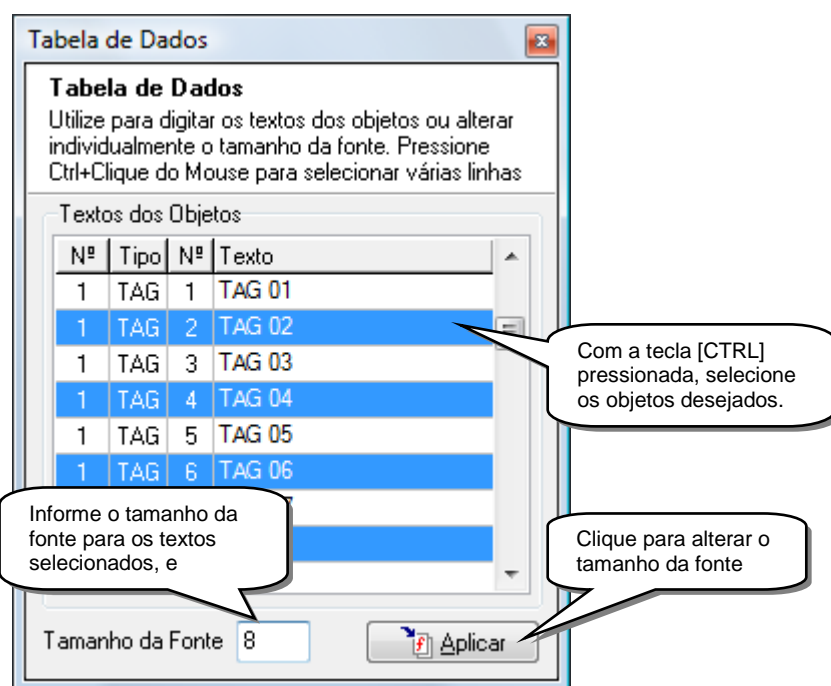 Tabela de Dados
Tabela de Dados
Utilize para digitar os textos dos objetos ou alterar
individualmente o tamanho da fonte. Pressione
Ctrl+Clique do Mouse para selecionar várias linhas
Textos dos Objetos
Nº Tipo Nº Texto
1 TAG 1 TAG 01
1 TAG 2 TAG 02
1 TAG 3 TAG 03
1 TAG 4 TAG 04
1 TAG 5 TAG 05
1 TAG 6 TAG 06
Com a tecla [CTRL]
pressionada, selecione
os objetos desejados.
Informe o tamanho da
fonte para os textos
selecionados, e
Clique para alterar o
tamanho da fonte
Tamanho da Fonte 8
Aplicar